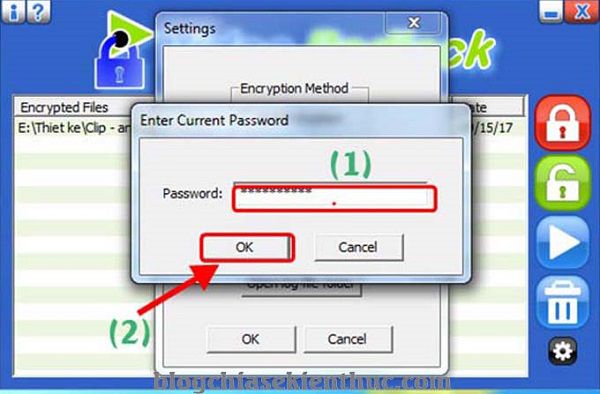 Settings
ck
Encryption Method
Encrypted Files
ate
E:\Thiet ke\Clip - an
/15/17
Enter Current Password
(1)
Password:
**********
OK
Cancel
(2)
Open log file folder
OK
Cancel
blogchiasekienthuc.com